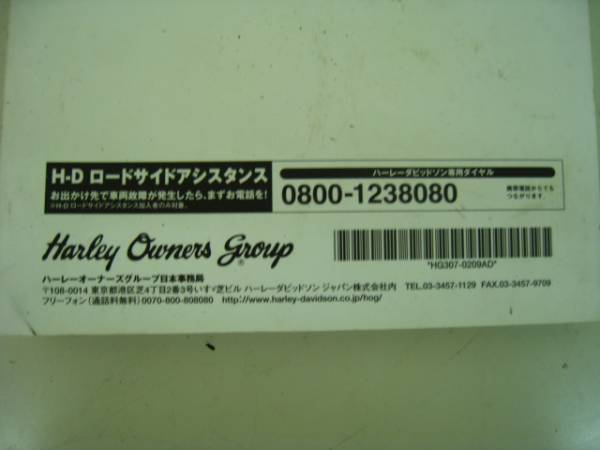 H-D ロードサイドアシスタンス
お出かけ先で車両故障が発生したら、まずお電話を!
※H-D ロードサイドアシスタンス加入者のみ対象。
ハーレーダビッドソン専用ダイヤル
0800-1238080
携帯電話からでも
つながります。
Harley Owners Group®
*HG307-0209AD*
ハーレーオーナーズグループ日本事務局
〒108-0014 東京都港区芝4丁目2番3号いすゞ芝ビル ハーレーダビッドソン ジャパン株式会社内 TEL.03-3457-1129 FAX.03-3457-9709
フリーフォン(通話料無料)0070-800-808080 http://www.harley-davidson.co.jp/hog/